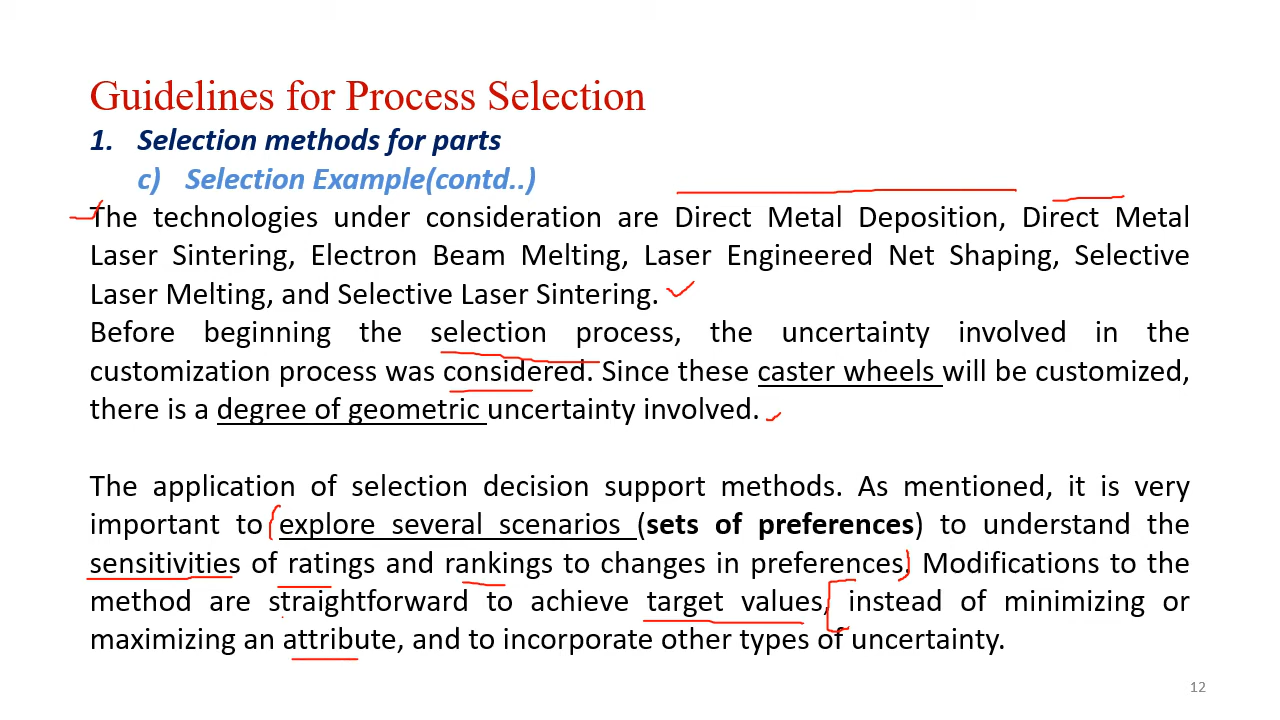 Guidelines for Process Selection
1. Selection methods for parts
c) Selection Example(contd..)
The technologies under consideration are Direct Metal Deposition, Direct Metal
Laser Sintering, Electron Beam Melting, Laser Engineered Net Shaping, Selective
Laser Melting, and Selective Laser Sintering.
Before beginning the selection process, the uncertainty involved in the
customization process was considered. Since these caster wheels will be customized,
there is a degree of geometric uncertainty involved.
The application of selection decision support methods. As mentioned, it is very
important to explore several scenarios (sets of preferences) to understand the
sensitivities of ratings and rankings to changes in preferences. Modifications to the
method are straightforward to achieve target values, instead of minimizing or
maximizing an attribute, and to incorporate other types of uncertainty.
12